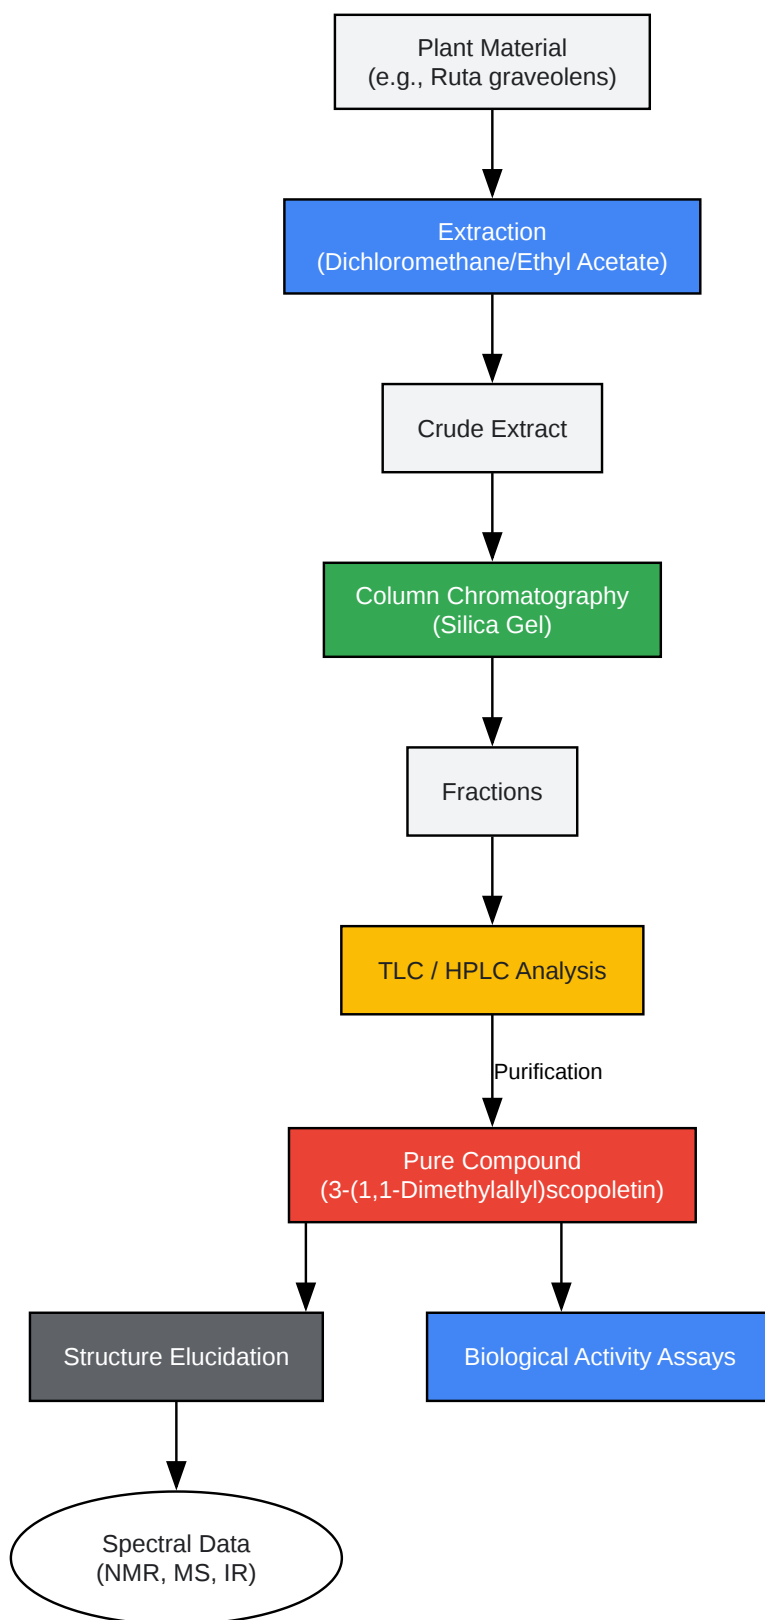 Plant Material
(e.g., Ruta graveolens)
Extraction
(Dichloromethane/Ethyl Acetate)
Crude Extract
Column Chromatography
(Silica Gel)
Fractions
TLC / HPLC Analysis
Purification
Pure Compound
(3-(1,1-Dimethylallyl)scopoletin)
Structure Elucidation
Biological Activity Assays
Spectral Data
(NMR, MS, IR)